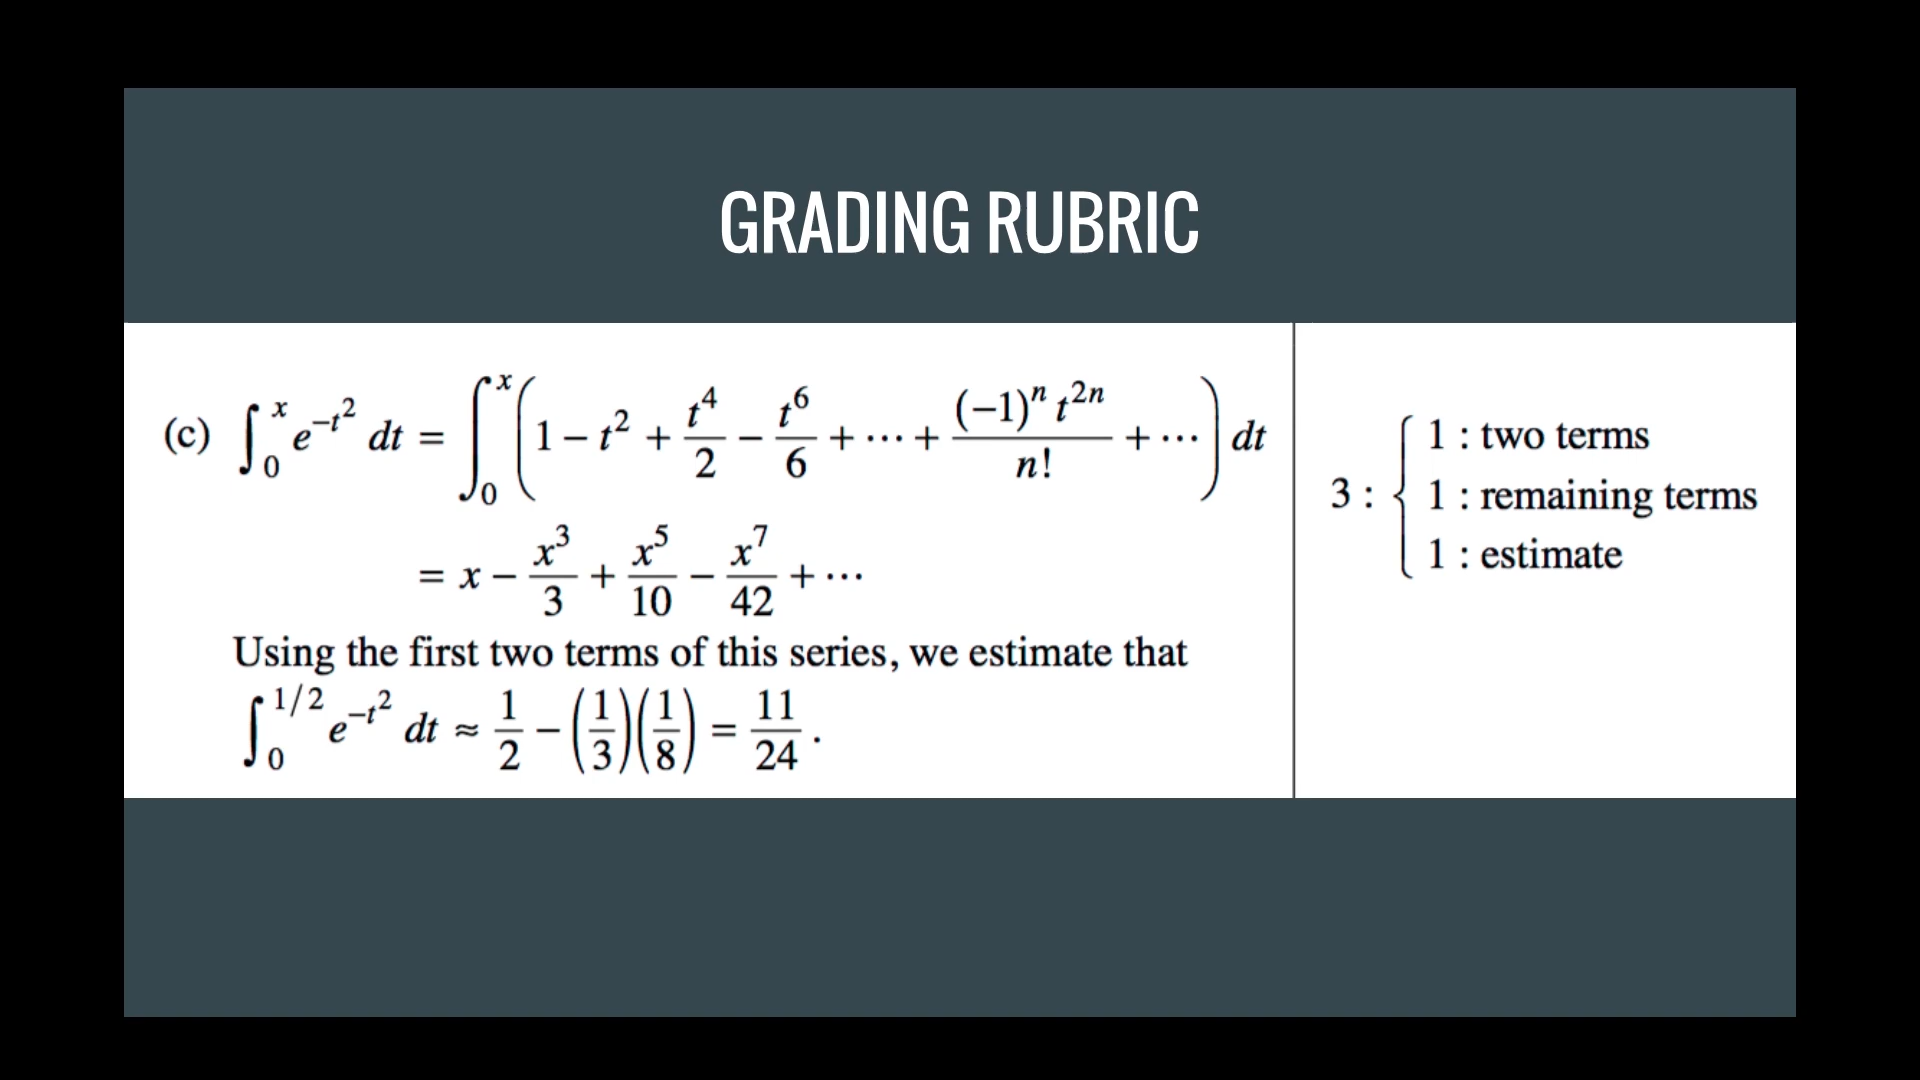 GRADING RUBRIC
(c) ∫₀ˣ e^(−t²) dt = ∫₀ˣ (1 − t² + t⁴/2 − t⁶/6 + ⋯ + (−1)ⁿ t²ⁿ/n! + ⋯) dt
= x − x³/3 + x⁵/10 − x⁷/42 + ⋯
Using the first two terms of this series, we estimate that
∫₀^(1/2) e^(−t²) dt ≈ 1/2 − (1/3)(1/8) = 11/24 .
3 : { 1 : two terms
1 : remaining terms
1 : estimate